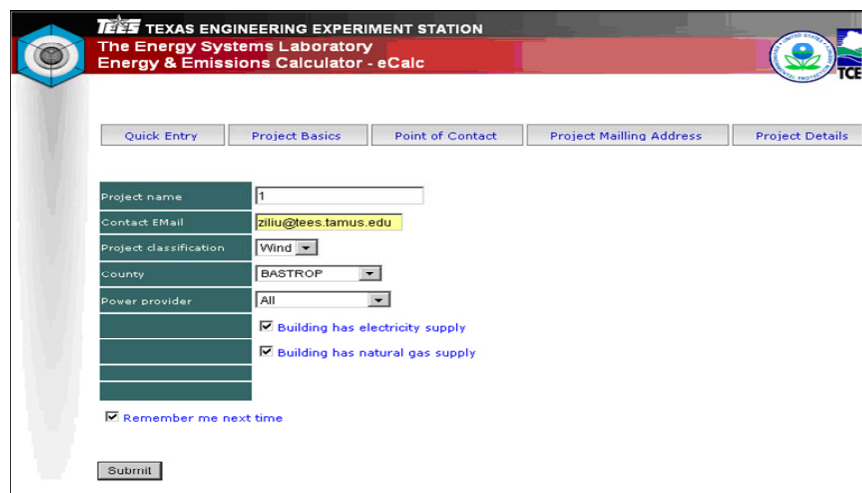 TEES TEXAS ENGINEERING EXPERIMENT STATION
The Energy Systems Laboratory
Energy & Emissions Calculator - eCalc
TCE
Quick Entry Project Basics Point of Contact Project Mailling Address Project Details
Project name 1
Contact EMail ziliu@tees.tamus.edu
Project classification Wind
County BASTROP
Power provider All
Building has electricity supply
Building has natural gas supply
Remember me next time
Submit